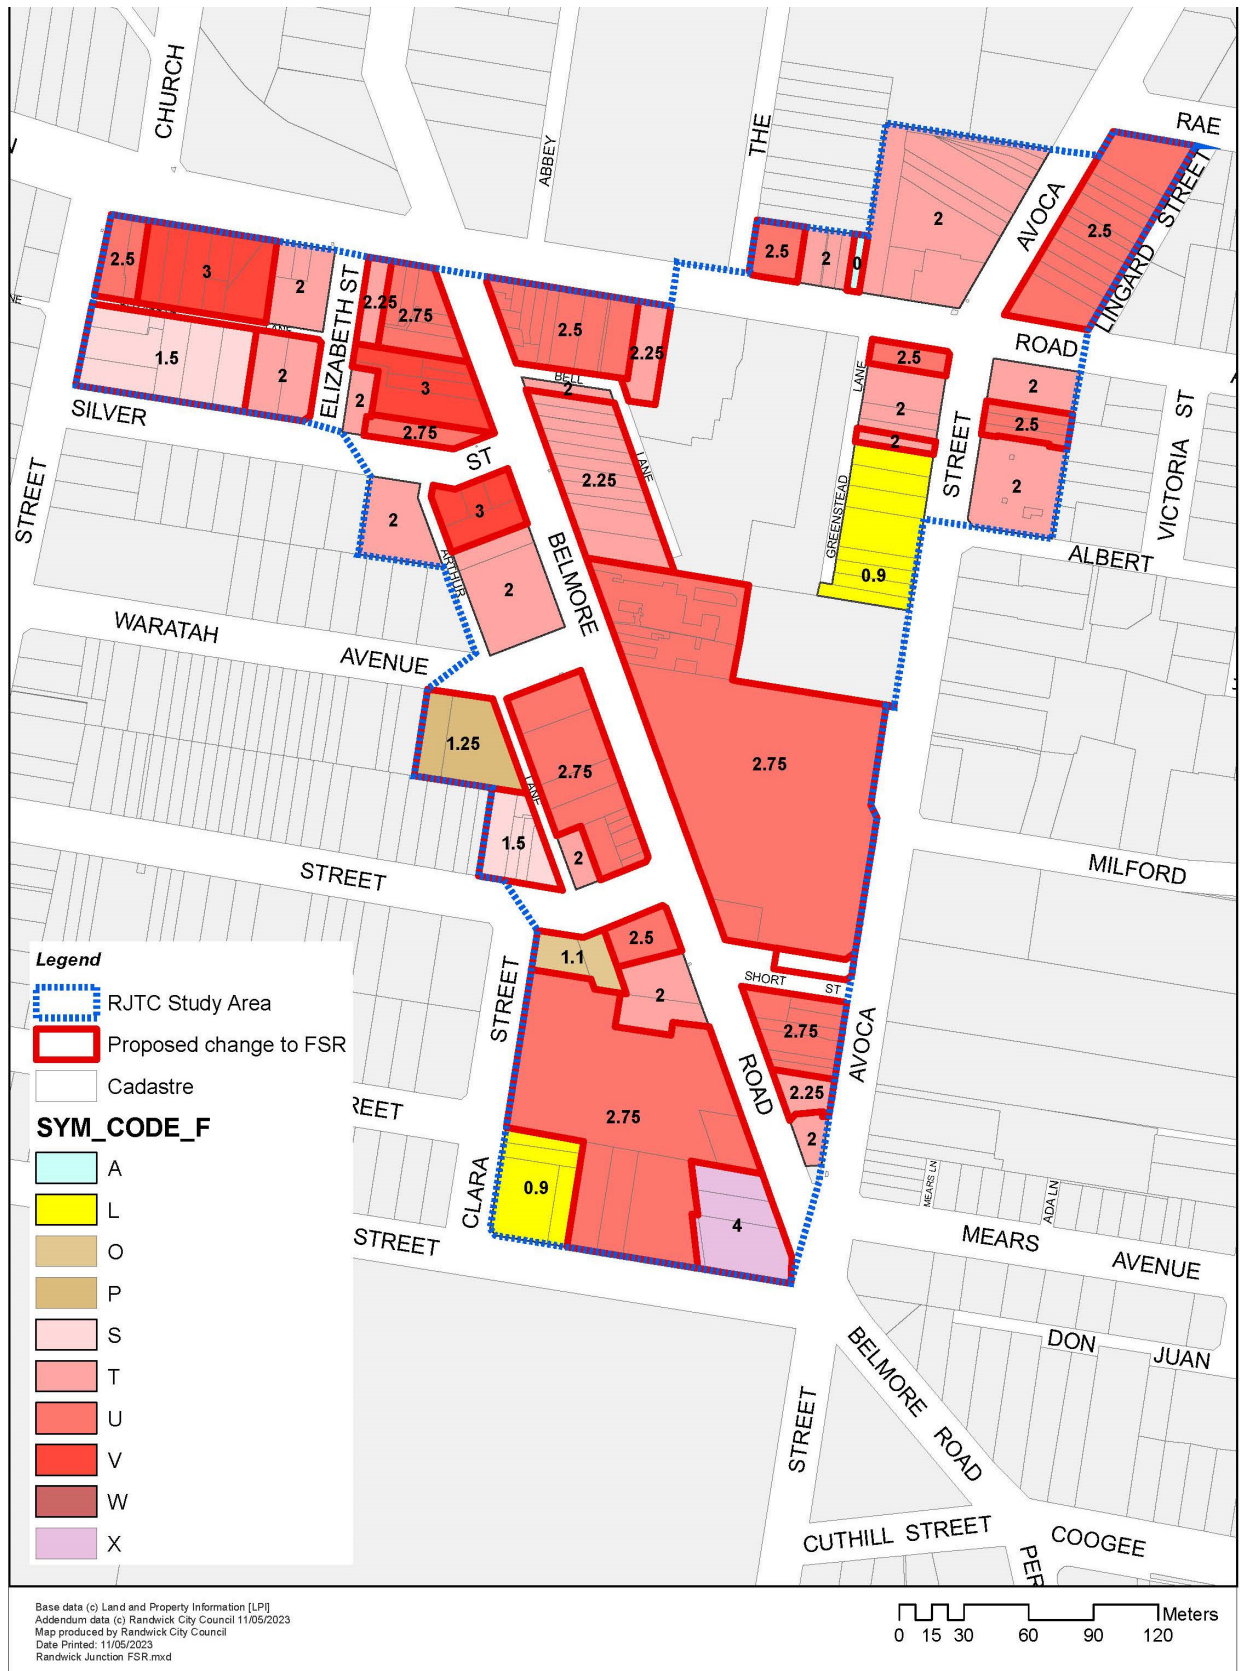 CHURCH
ABBEY
THE
RAE
AVOCA
LINGARD STREET
2
2.5
2.5
2
0
2.5
3
2
2.25
2.75
2.5
2.25
LANE
1.5
2
ELIZABETH ST
2
3
2.75
BELL
2
ROAD
LANE
2.5
2
2
2.5
2
2
STREET
VICTORIA ST
SILVER
ST
STREET
2.25
LANE
3
2
ARTHUR
2
BELMORE
GREENSTEAD
0.9
ALBERT
WARATAH
AVENUE
1.25
2.75
LANE
2.75
1.5
2
STREET
MILFORD
2.5
1.1
2
SHORT ST
STREET
AVOCA
2.75
ROAD
2.25
2
2.75
CLARA
0.9
4
STREET
MEARS LN
ADA LN
MEARS
AVENUE
DON
JUAN
BELMORE
ROAD
STREET
CUTHILL STREET
COOGEE
PER
Legend
RJTC Study Area
Proposed change to FSR
Cadastre
SYM_CODE_F
A
L
O
P
S
T
U
V
W
X
Base data (c) Land and Property Information [LPI]
Addendum data (c) Randwick City Council 11/05/2023
Map produced by Randwick City Council
Date Printed: 11/05/2023
Randwick Junction FSR.mxd
Meters
0 15 30 60 90 120